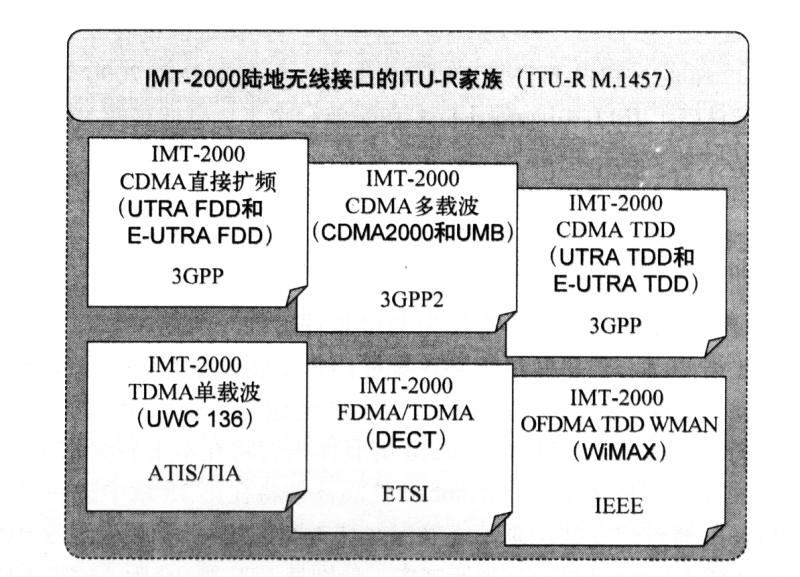 IMT-2000陆地无线接口的ITU-R家族（ITU-R M.1457）
IMT-2000
CDMA直接扩频
（UTRA FDD和
E-UTRA FDD）
3GPP
IMT-2000
CDMA多载波
(CDMA2000和UMB)
3GPP2
IMT-2000
CDMA TDD
（UTRA TDD和
E-UTRA TDD）
3GPP
IMT-2000
TDMA单载波
（UWC 136）
ATIS/TIA
IMT-2000
FDMA/TDMA
（DECT）
ETSI
IMT-2000
OFDMA TDD WMAN
（WiMAX）
IEEE